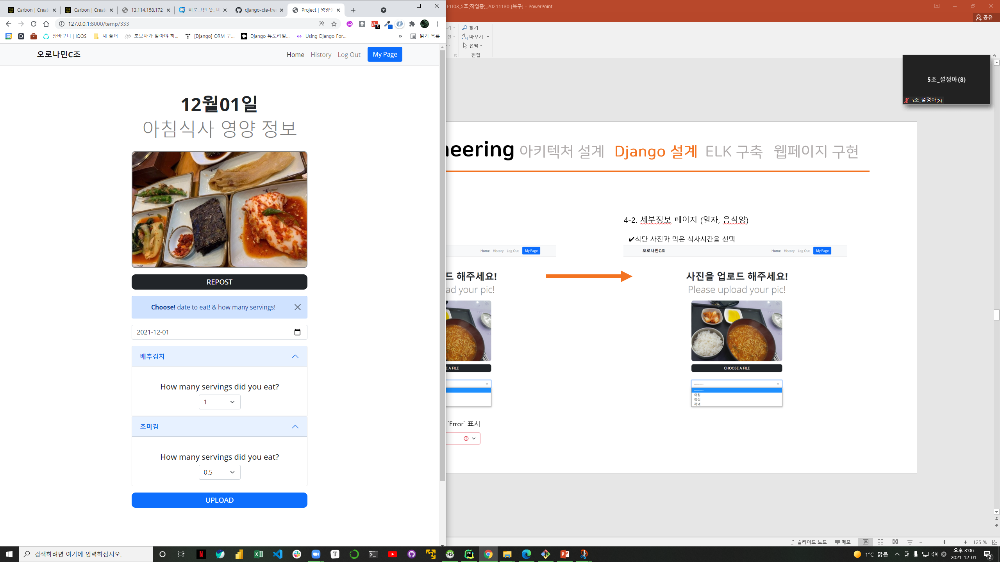 Carbon | Create
Carbon | Create
13.114.158.172
비로그인 뜻:
django-cte-tre
Project | 영양
127.0.0.1:8000/temp/333
5
25
장바구니 | IQOS
새 폴더
초보자가 알아야 하...
[Django] ORM 구...
Django 튜토리얼...
Using Django For...
»
읽기 목록
오로나민C조
Home
History
Log Out
My Page
12월01일
아침식사 영양 정보
REPOST
Choose! date to eat! & how many servings!
2021-12-01
배추김치
How many servings did you eat?
1
조미김
How many servings did you eat?
0.5
UPLOAD
PJT03_5조(작업중)_20211130 [복구] - PowerPoint
공유
찾기
바꾸기
선택
편집
5조_설정아(8)
5조_설정아(8)
neering 아키텍처 설계 Django 설계 ELK 구축 웹페이지 구현
4-2. 세부정보 페이지 (일자, 음식양)
✔식단 사진과 먹은 식사시간을 선택
Home History Log Out My Page
오로나민C조 Home History Log Out My Page
드 해주세요!
ad your pic!
사진을 업로드 해주세요!
Please upload your pic!
E A FILE
CHOOSE A FILE
---------
---------
아침
점심
저녁
`Error` 표시
슬라이드 노트
메모
125 %
검색하려면 여기에 입력하십시오.
1°C 맑음
오후 3:06
2021-12-01
2